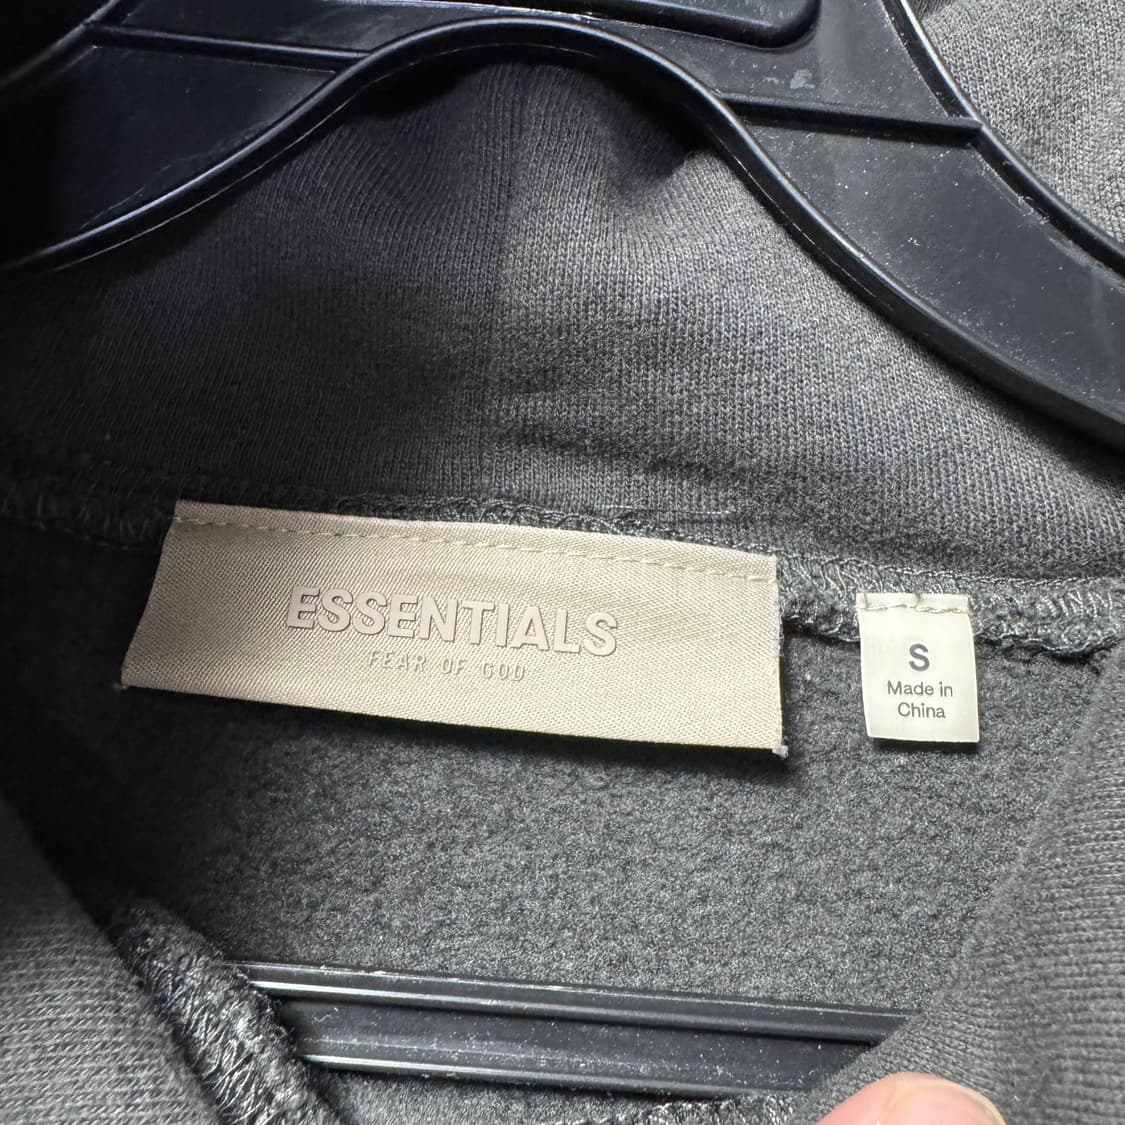 ESSENTIALS
FEAR OF GOD
S
Made in
China